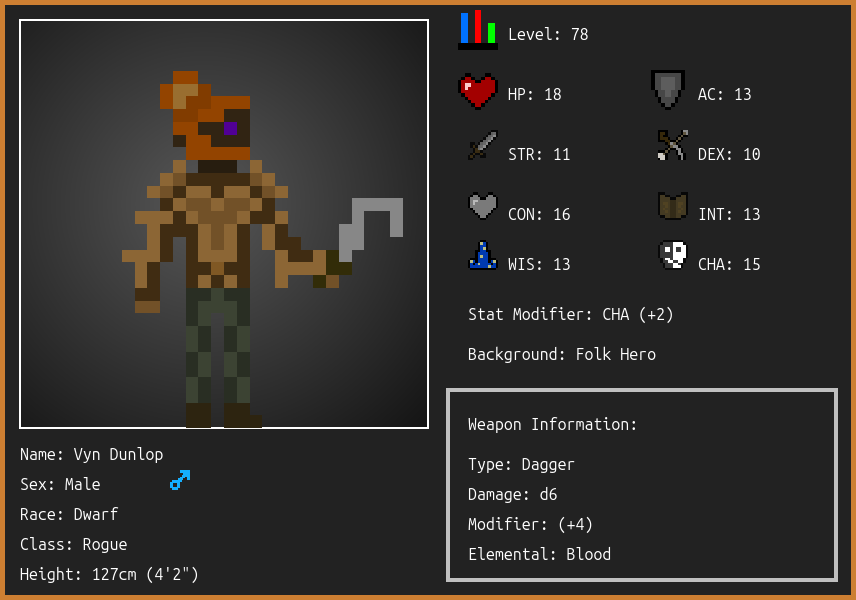 Level: 78
HP: 18
AC: 13
STR: 11
DEX: 10
CON: 16
INT: 13
WIS: 13
CHA: 15
Stat Modifier: CHA (+2)
Background: Folk Hero
Weapon Information:
Type: Dagger
Damage: d6
Modifier: (+4)
Elemental: Blood
Name: Vyn Dunlop
Sex: Male
Race: Dwarf
Class: Rogue
Height: 127cm (4'2")